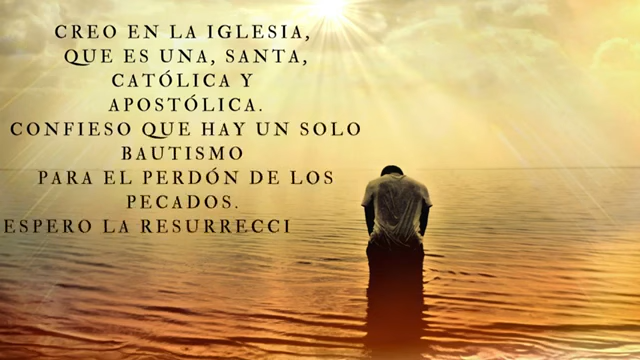 CREO EN LA IGLESIA,
QUE ES UNA, SANTA,
CATÓLICA Y
APOSTÓLICA.
CONFIESO QUE HAY UN SOLO
BAUTISMO
PARA EL PERDÓN DE LOS
PECADOS.
ESPERO LA RESURRECCI